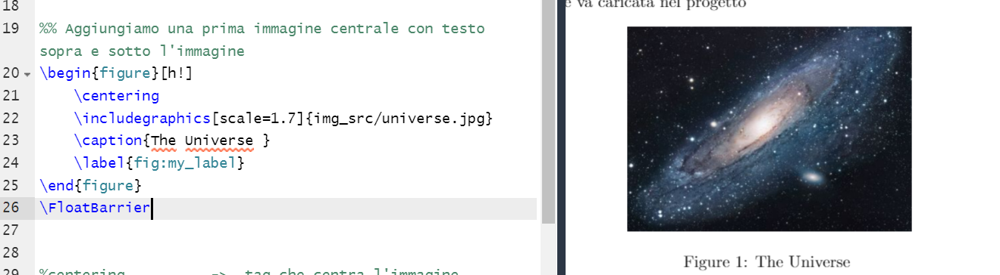 18
19 %% Aggiungiamo una prima immagine centrale con testo
sopra e sotto l'immagine
20 \begin{figure}[h!]
21 \centering
22 \includegraphics[scale=1.7]{img_src/universe.jpg}
23 \caption{The Universe }
24 \label{fig:my_label}
25 \end{figure}
26 \FloatBarrier
27
28
29 %centering => tag che centra l'immagine
e va caricata nel progetto
Figure 1: The Universe